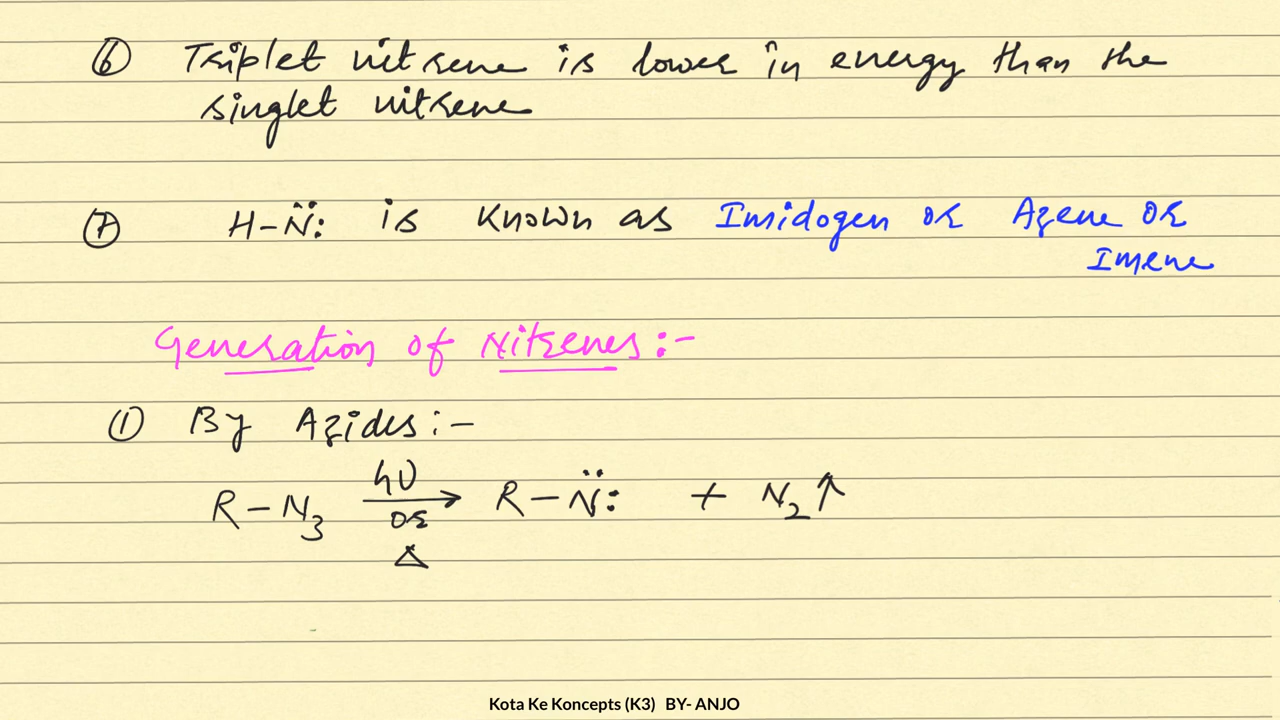 ⑥ Triplet nitrene is lower in energy than the
singlet nitrene
⑦ H-N̈: is known as Imidogen or Azene or
Imene
Generation of Nitrenes:-
① By Azides:-
R-N₃ hυ or Δ → R-N̈: + N₂↑
Kota Ke Koncepts (K3) BY- ANJO